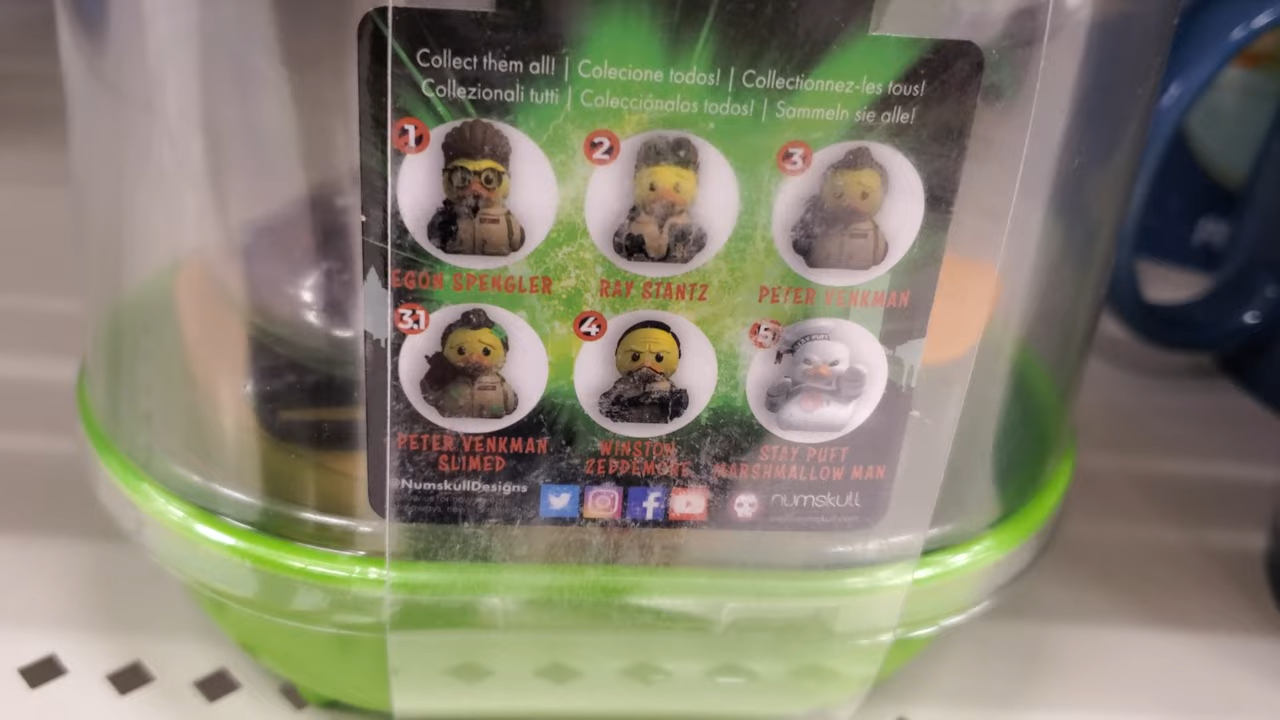 Collect them all! | Colecione todos! | Collectionnez-les tous!
Collezionali tutti | Colecciónalos todos! | Sammeln sie alle!
1 2 3
EGON SPENGLER RAY STANTZ PETER VENKMAN
3.1 4 5
PETER VENKMAN SLIMED
WINSTON ZEDDEMORE
STAY PUFT MARSHMALLOW MAN
@NumskullDesigns
numskull